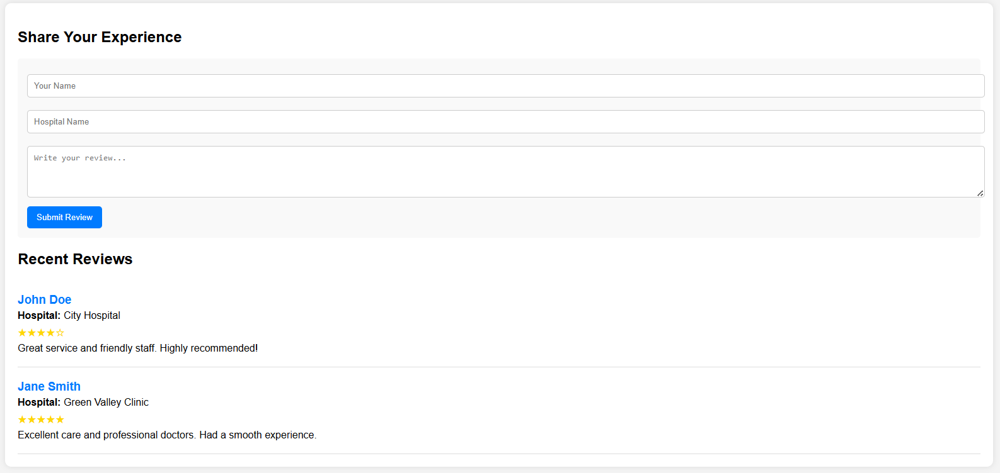 Share Your Experience
Your Name
Hospital Name
Write your review...
Submit Review
Recent Reviews
John Doe
Hospital: City Hospital
★★★★☆
Great service and friendly staff. Highly recommended!
Jane Smith
Hospital: Green Valley Clinic
★★★★★
Excellent care and professional doctors. Had a smooth experience.